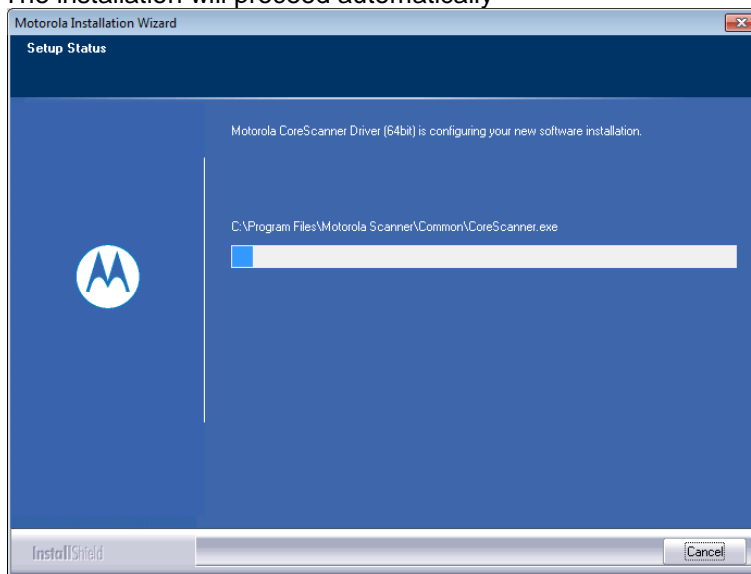 The installation will proceed automatically
Motorola Installation Wizard
Setup Status
Motorola CoreScanner Driver (64bit) is configuring your new software installation.
C:\Program Files\Motorola Scanner\Common\CoreScanner.exe
InstallShield
Cancel